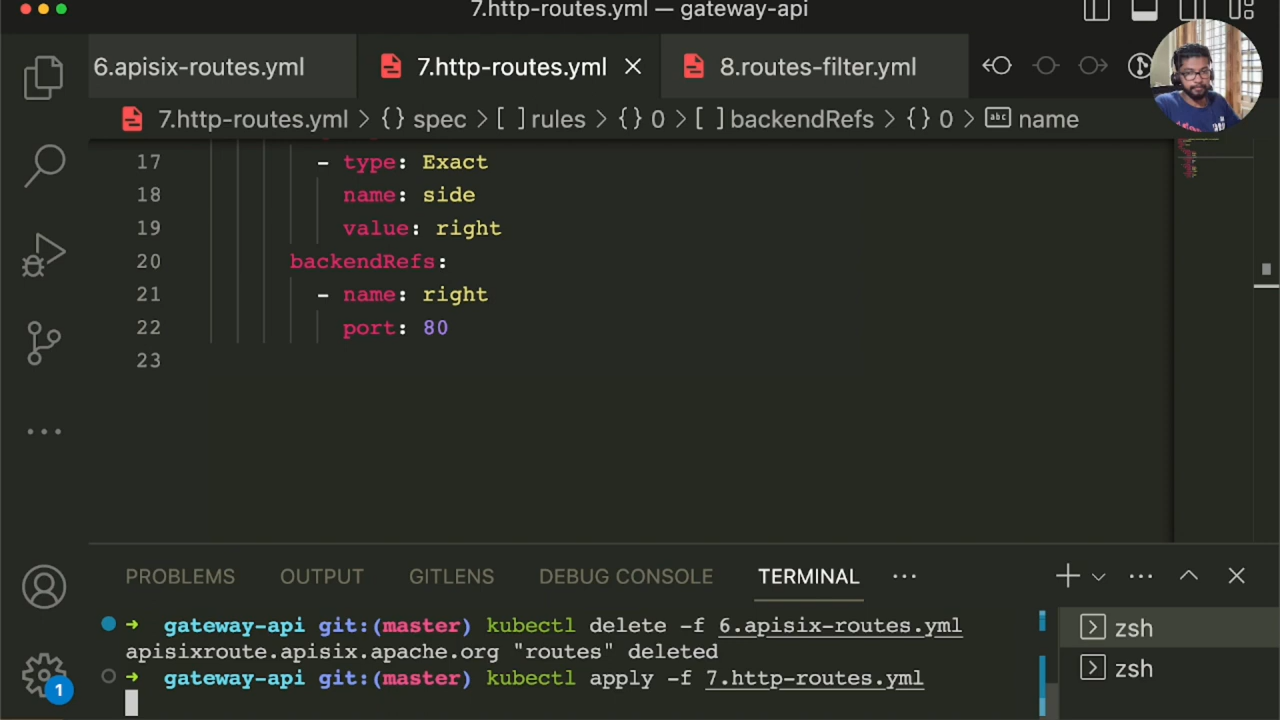 7.http-routes.yml — gateway-api
6.apisix-routes.yml
7.http-routes.yml
8.routes-filter.yml
7.http-routes.yml > {} spec > [ ] rules > {} 0 > [ ] backendRefs > {} 0 > abc name
17 - type: Exact
18 name: side
19 value: right
20 backendRefs:
21 - name: right
22 port: 80
23
PROBLEMS OUTPUT GITLENS DEBUG CONSOLE TERMINAL ...
➜ gateway-api git:(master) kubectl delete -f 6.apisix-routes.yml
apisixroute.apisix.apache.org "routes" deleted
➜ gateway-api git:(master) kubectl apply -f 7.http-routes.yml
zsh
zsh
1